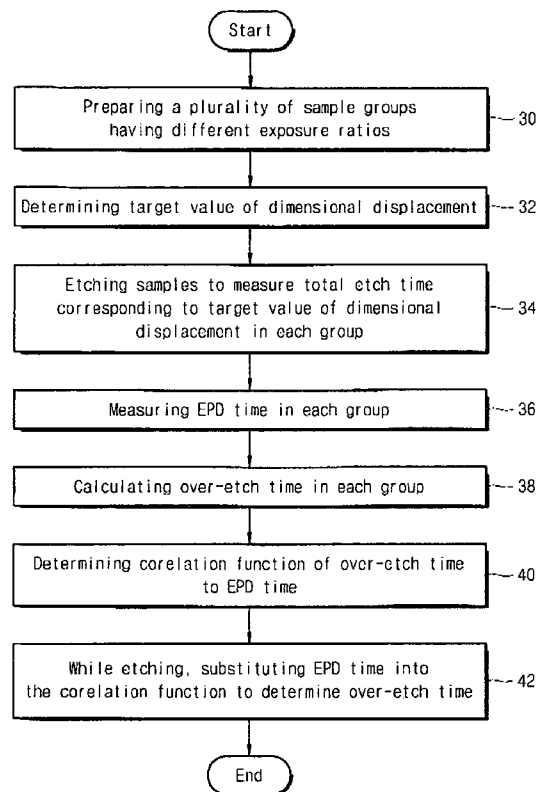 Start
Preparing a plurality of sample groups
having different exposure ratios
30
Determining target value of dimensional displacement
32
Etching samples to measure total etch time
corresponding to target value of dimensional
displacement in each group
34
Measuring EPD time in each group
36
Calculating over-etch time in each group
38
Determining corelation function of over-etch time
to EPD time
40
While etching, substituting EPD time into
the corelation function to determine over-etch time
42
End